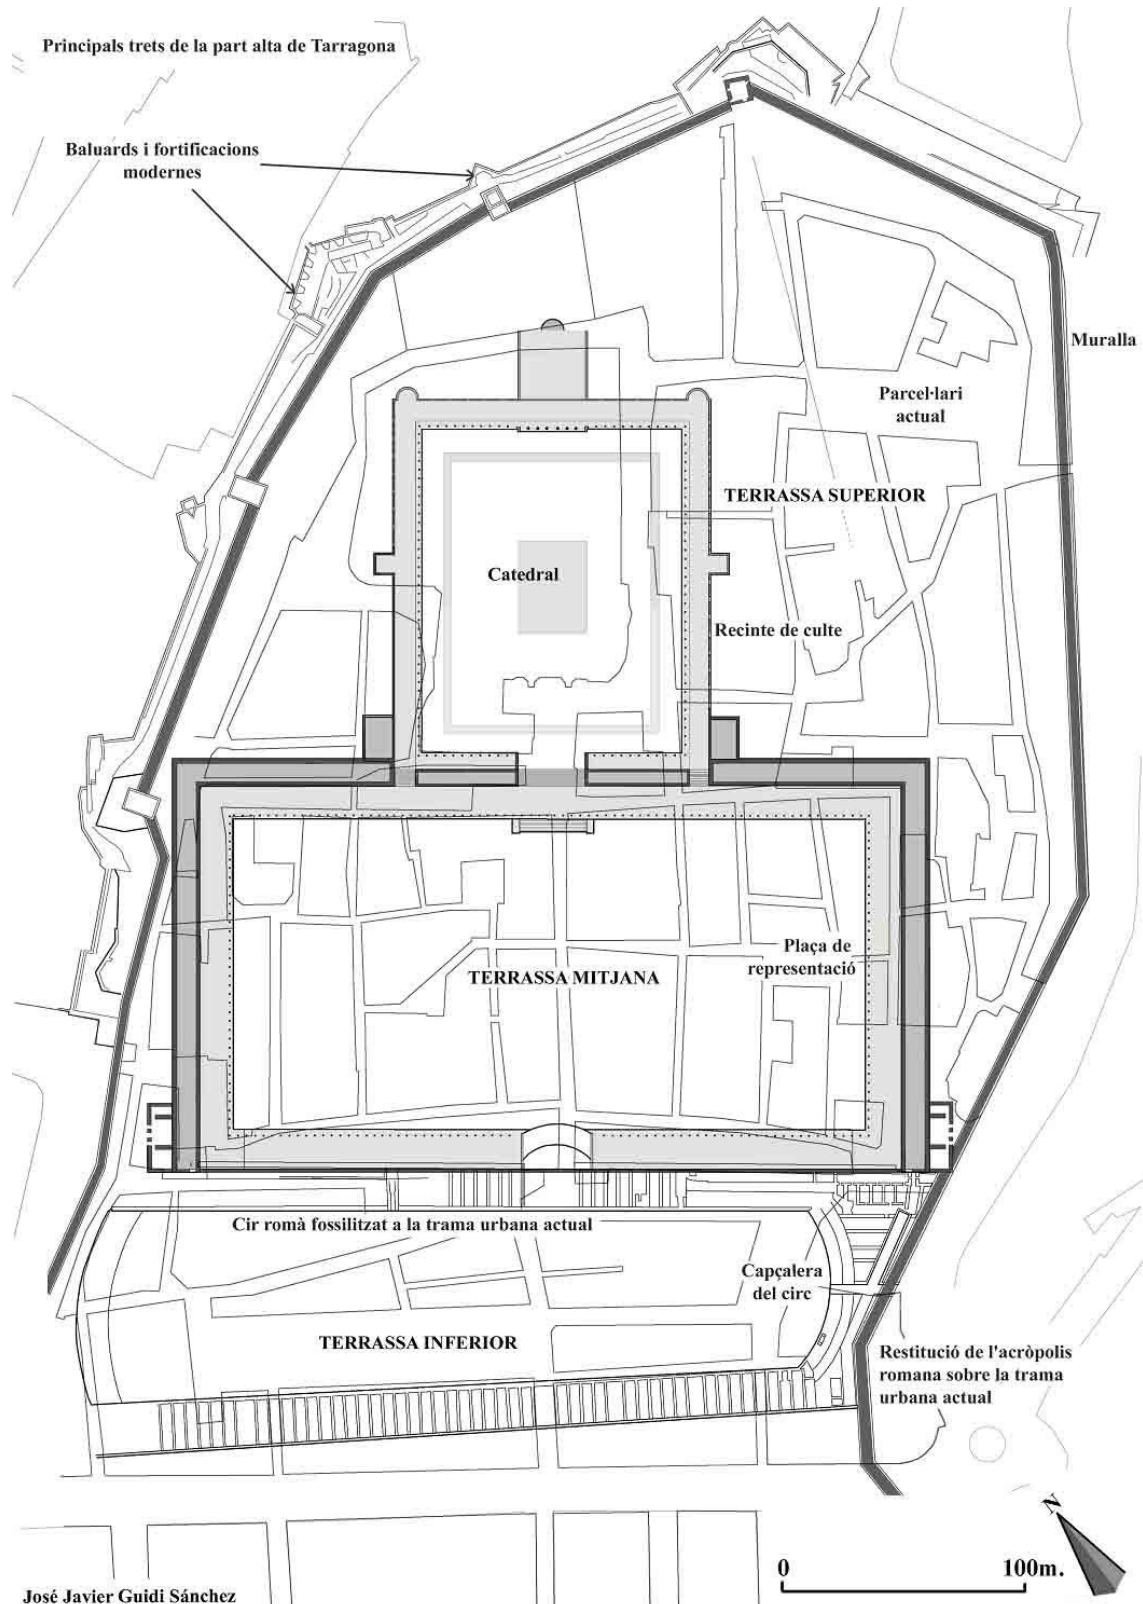 Principals trets de la part alta de Tarragona
Baluards i fortificacions
modernes
Muralla
Parcel·lari
actual
TERRASSA SUPERIOR
Catedral
Recinte de culte
Plaça de
representació
TERRASSA MITJANA
Cir romà fossilitzat a la trama urbana actual
Capçalera
del circ
TERRASSA INFERIOR
Restitució de l'acròpolis
romana sobre la trama
urbana actual
N
0
100m.
José Javier Guidi Sánchez